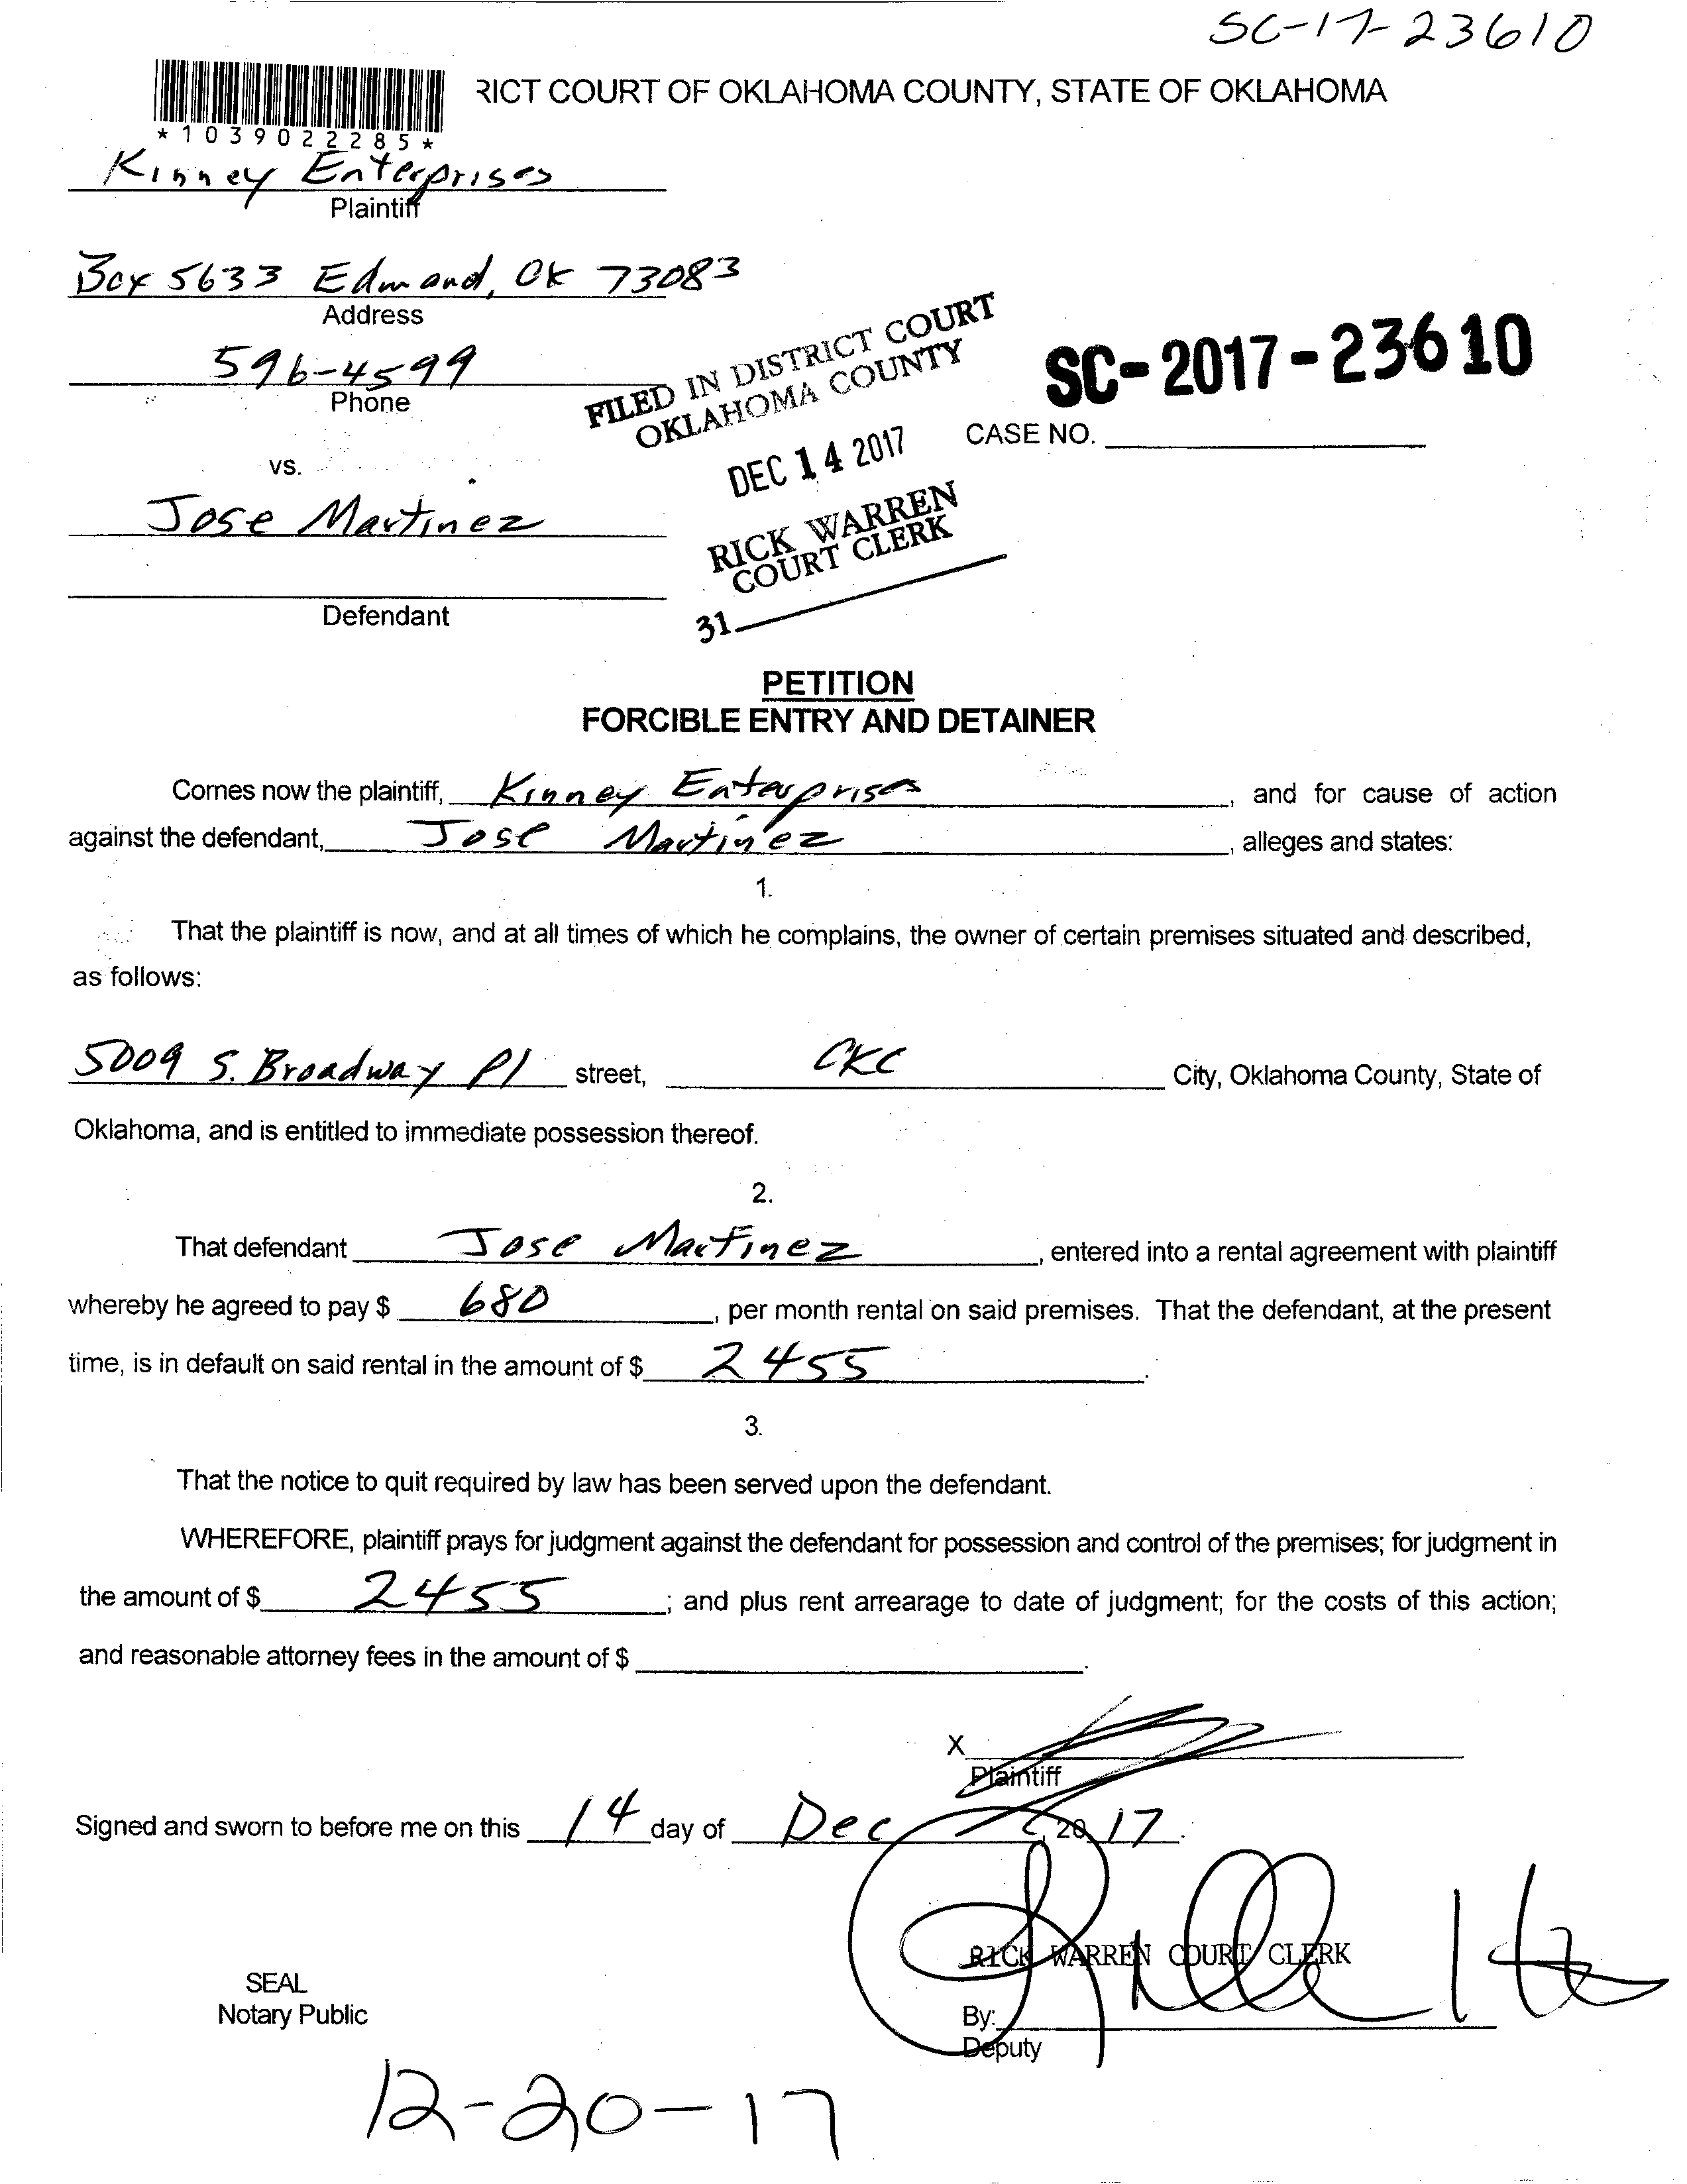 SC-17-23610
RICT COURT OF OKLAHOMA COUNTY, STATE OF OKLAHOMA
*1039022285*
Kinney Enterprises
Plaintiff
Box 5633 Edmond, OK 73083
Address
596-4599
Phone
FILED IN DISTRICT COURT
OKLAHOMA COUNTY
SC-2017-23610
CASE NO.
DEC 14 2017
vs.
Jose Martinez
RICK WARREN
COURT CLERK
Defendant
31
PETITION
FORCIBLE ENTRY AND DETAINER
Comes now the plaintiff, Kinney Enterprises, and for cause of action
against the defendant, Jose Martinez, alleges and states:
1.
That the plaintiff is now, and at all times of which he complains, the owner of certain premises situated and described,
as follows:
5009 S. Broadway Pl street, OKC City, Oklahoma County, State of
Oklahoma, and is entitled to immediate possession thereof.
2.
That defendant Jose Martinez, entered into a rental agreement with plaintiff
whereby he agreed to pay $ 680, per month rental on said premises. That the defendant, at the present
time, is in default on said rental in the amount of $ 2455.
3.
That the notice to quit required by law has been served upon the defendant.
WHEREFORE, plaintiff prays for judgment against the defendant for possession and control of the premises; for judgment in
the amount of $ 2455; and plus rent arrearage to date of judgment; for the costs of this action;
and reasonable attorney fees in the amount of $ .
X
Plaintiff
Signed and sworn to before me on this 14 day of Dec, 2017.
RICK WARREN COURT CLERK
SEAL
Notary Public
By:
Deputy
12-20-17